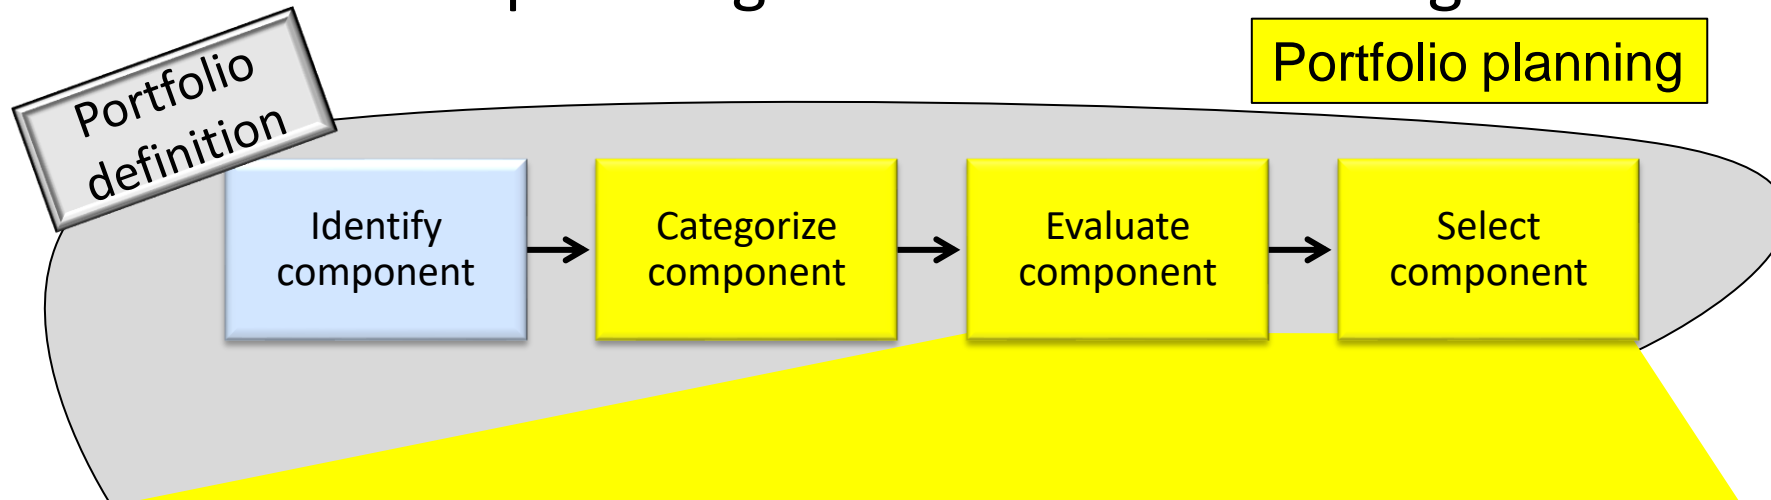 Portfolio planning
Portfolio
definition
Identify
component
Categorize
component
Evaluate
component
Select
component